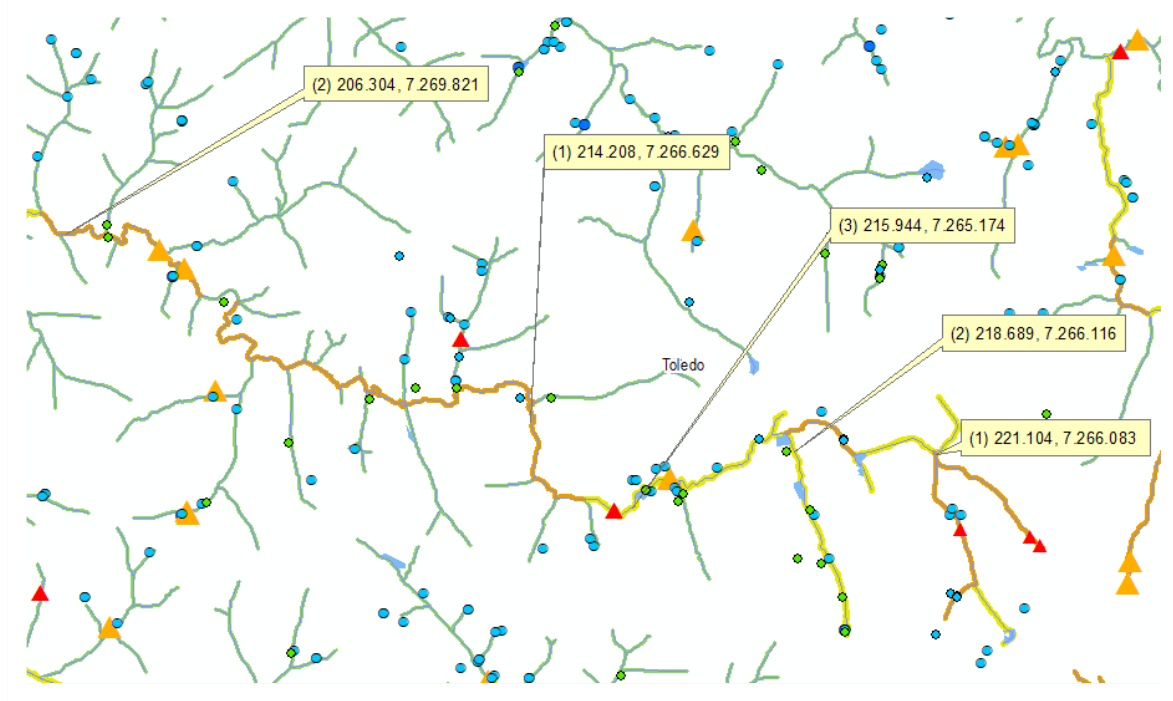 (2) 206.304, 7.269.821
(1) 214.208, 7.266.629
(3) 215.944, 7.265.174
(2) 218.689, 7.266.116
Toledo
(1) 221.104, 7.266.083